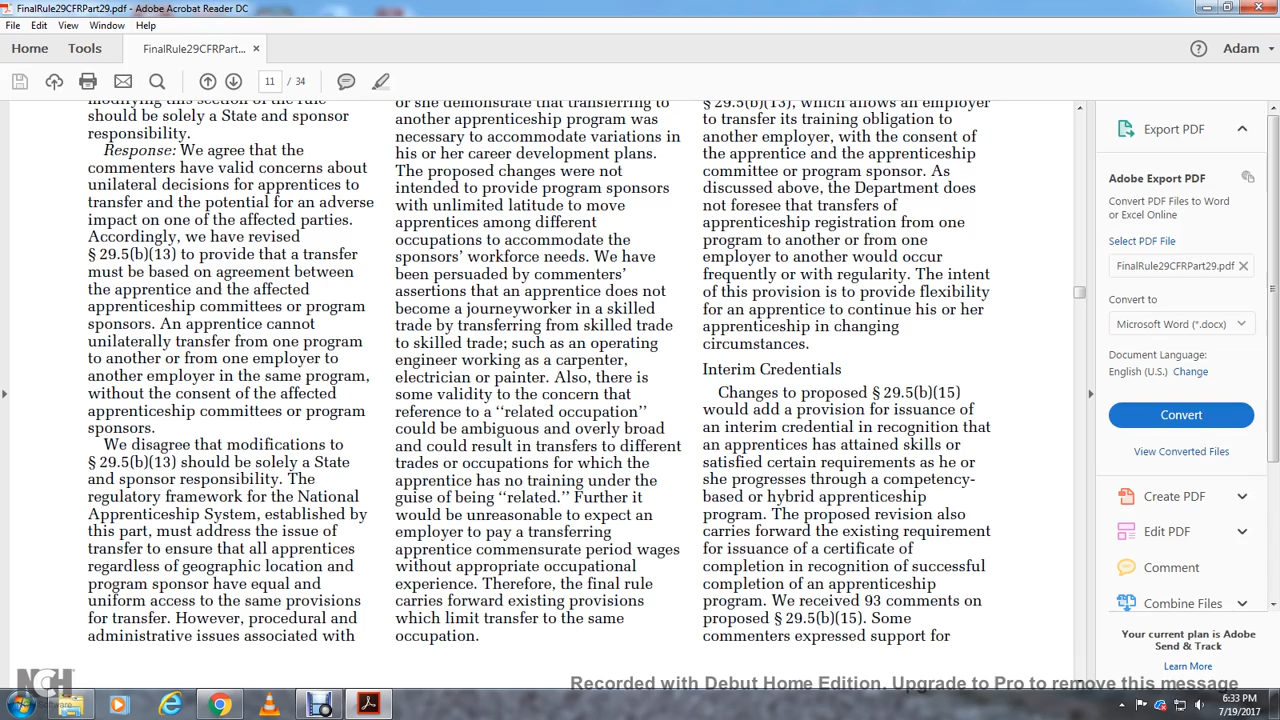 FinalRule29CFRPart29.pdf - Adobe Acrobat Reader DC
File Edit View Window Help
Home Tools FinalRule29CFRPart... × Adam
11 / 34
modifying this section of the rule
should be solely a State and sponsor
responsibility.
Response: We agree that the
commenters have valid concerns about
unilateral decisions for apprentices to
transfer and the potential for an adverse
impact on one of the affected parties.
Accordingly, we have revised
§ 29.5(b)(13) to provide that a transfer
must be based on agreement between
the apprentice and the affected
apprenticeship committees or program
sponsors. An apprentice cannot
unilaterally transfer from one program
to another or from one employer to
another employer in the same program,
without the consent of the affected
apprenticeship committees or program
sponsors.
We disagree that modifications to
§ 29.5(b)(13) should be solely a State
and sponsor responsibility. The
regulatory framework for the National
Apprenticeship System, established by
this part, must address the issue of
transfer to ensure that all apprentices
regardless of geographic location and
program sponsor have equal and
uniform access to the same provisions
for transfer. However, procedural and
administrative issues associated with
or she demonstrate that transferring to
another apprenticeship program was
necessary to accommodate variations in
his or her career development plans.
The proposed changes were not
intended to provide program sponsors
with unlimited latitude to move
apprentices among different
occupations to accommodate the
sponsors’ workforce needs. We have
been persuaded by commenters’
assertions that an apprentice does not
become a journeyworker in a skilled
trade by transferring from skilled trade
to skilled trade; such as an operating
engineer working as a carpenter,
electrician or painter. Also, there is
some validity to the concern that
reference to a ‘‘related occupation’’
could be ambiguous and overly broad
and could result in transfers to different
trades or occupations for which the
apprentice has no training under the
guise of being ‘‘related.’’ Further it
would be unreasonable to expect an
employer to pay a transferring
apprentice commensurate period wages
without appropriate occupational
experience. Therefore, the final rule
carries forward existing provisions
which limit transfer to the same
occupation.
§ 29.5(b)(13), which allows an employer
to transfer its training obligation to
another employer, with the consent of
the apprentice and the apprenticeship
committee or program sponsor. As
discussed above, the Department does
not foresee that transfers of
apprenticeship registration from one
program to another or from one
employer to another would occur
frequently or with regularity. The intent
of this provision is to provide flexibility
for an apprentice to continue his or her
apprenticeship in changing
circumstances.
Interim Credentials
Changes to proposed § 29.5(b)(15)
would add a provision for issuance of
an interim credential in recognition that
an apprentices has attained skills or
satisfied certain requirements as he or
she progresses through a competency-
based or hybrid apprenticeship
program. The proposed revision also
carries forward the existing requirement
for issuance of a certificate of
completion in recognition of successful
completion of an apprenticeship
program. We received 93 comments on
proposed § 29.5(b)(15). Some
commenters expressed support for
Export PDF
Adobe Export PDF
Convert PDF Files to Word
or Excel Online
Select PDF File
FinalRule29CFRPart29.pdf
Convert to
Microsoft Word (*.docx)
Document Language:
English (U.S.) Change
Convert
View Converted Files
Create PDF
Edit PDF
Comment
Combine Files
Your current plan is Adobe
Send & Track
Learn More
NCH
Software
Recorded with Debut Home Edition. Upgrade to Pro to remove this message
6:33 PM
7/19/2017